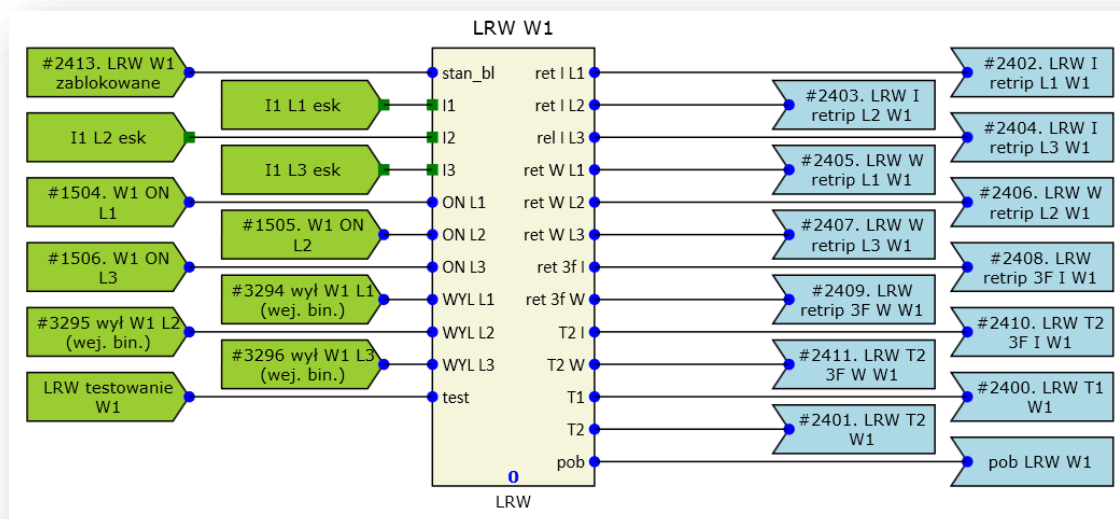 LRW W1
#2413. LRW W1
zablokowane
I1 L1 esk
I1 L2 esk
I1 L3 esk
#1504. W1 ON
L1
#1505. W1 ON
L2
#1506. W1 ON
L3
#3294 wył W1 L1
(wej. bin.)
#3295 wył W1 L2
(wej. bin.)
#3296 wył W1 L3
(wej. bin.)
LRW testowanie
W1
stan_bl
I1
I2
I3
ON L1
ON L2
ON L3
WYL L1
WYL L2
WYL L3
test
ret I L1
ret I L2
rel I L3
ret W L1
ret W L2
ret W L3
ret 3f I
ret 3f W
T2 I
T2 W
T1
T2
pob
0
LRW
#2402. LRW I
retrip L1 W1
#2403. LRW I
retrip L2 W1
#2404. LRW I
retrip L3 W1
#2405. LRW W
retrip L1 W1
#2406. LRW W
retrip L2 W1
#2407. LRW W
retrip L3 W1
#2408. LRW
retrip 3F I W1
#2409. LRW
retrip 3F W W1
#2410. LRW T2
3F I W1
#2411. LRW T2
3F W W1
#2400. LRW T1
W1
#2401. LRW T2
W1
pob LRW W1